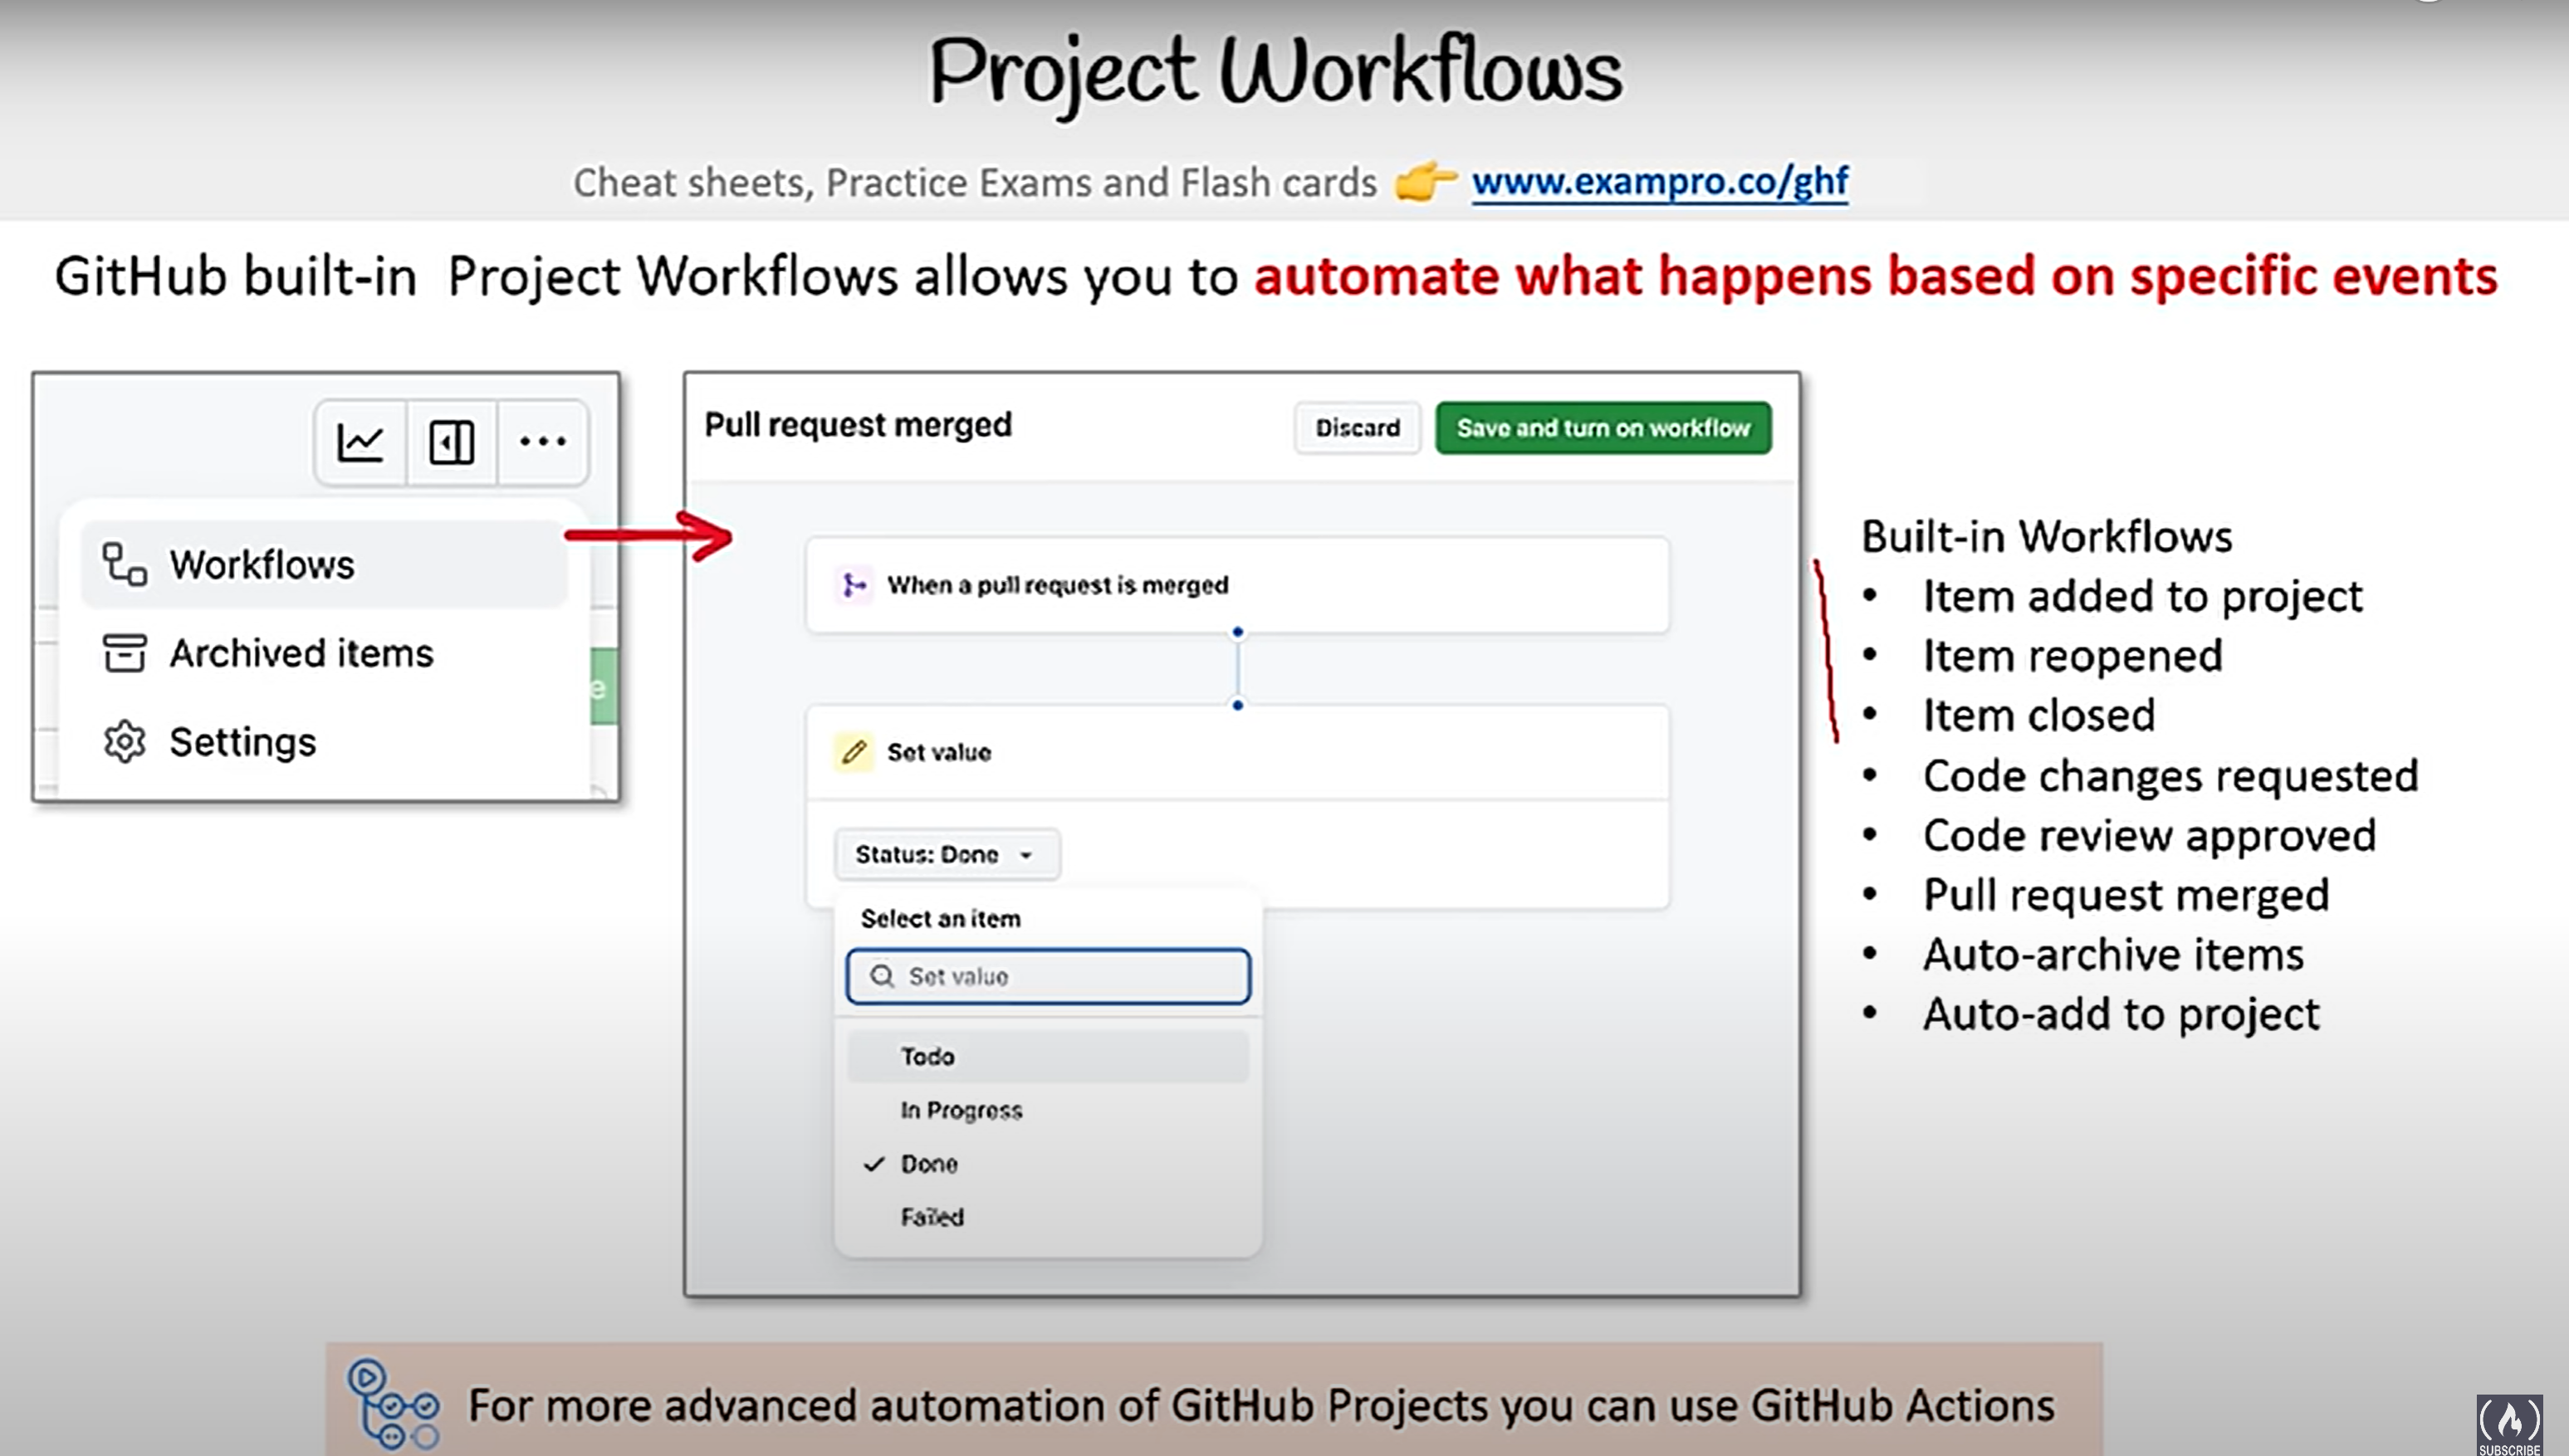 Project Workflows
Cheat sheets, Practice Exams and Flash cards 👉 www.exampro.co/ghf
GitHub built-in Project Workflows allows you to automate what happens based on specific events
Workflows
Archived items
Settings
e
Pull request merged
Discard
Save and turn on workflow
When a pull request is merged
Set value
Status: Done
Select an item
Set value
Todo
In Progress
Done
Failed
Built-in Workflows
• Item added to project
• Item reopened
• Item closed
• Code changes requested
• Code review approved
• Pull request merged
• Auto-archive items
• Auto-add to project
For more advanced automation of GitHub Projects you can use GitHub Actions
SUBSCRIBE